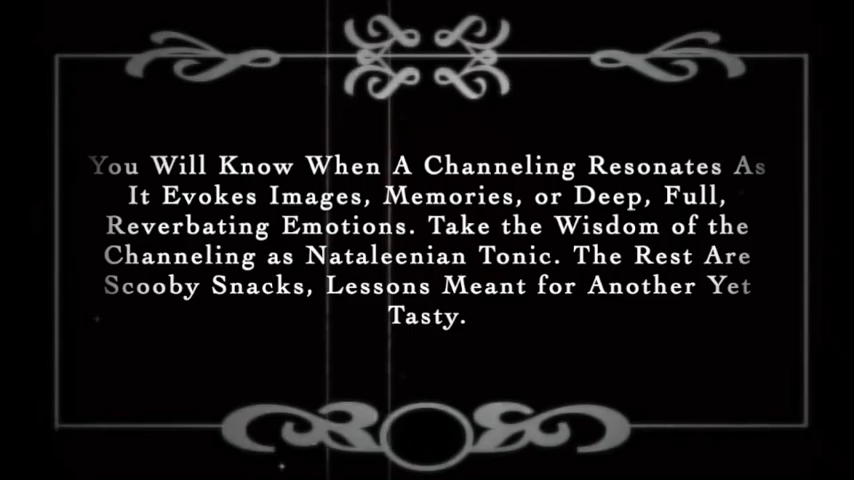 You Will Know When A Channeling Resonates As
It Evokes Images, Memories, or Deep, Full,
Reverbating Emotions. Take the Wisdom of the
Channeling as Nataleenian Tonic. The Rest Are
Scooby Snacks, Lessons Meant for Another Yet
Tasty.